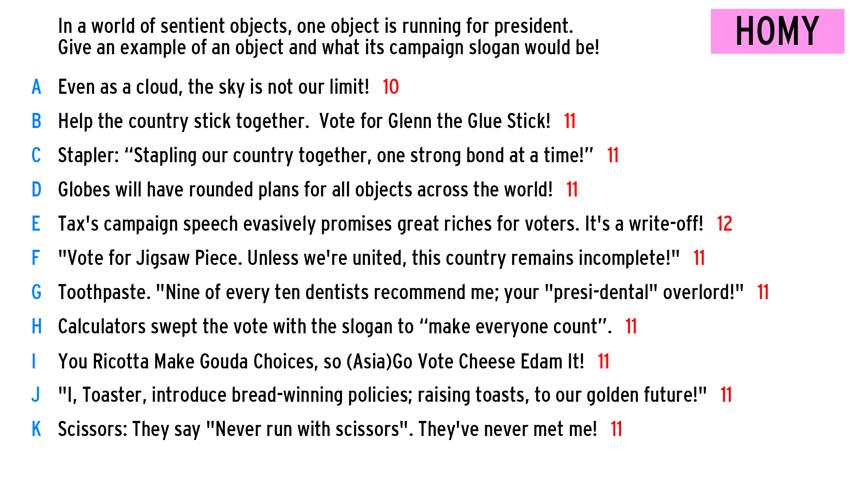 In a world of sentient objects, one object is running for president.
Give an example of an object and what its campaign slogan would be!
HOMY
A Even as a cloud, the sky is not our limit! 10
B Help the country stick together. Vote for Glenn the Glue Stick! 11
C Stapler: “Stapling our country together, one strong bond at a time!” 11
D Globes will have rounded plans for all objects across the world! 11
E Tax's campaign speech evasively promises great riches for voters. It's a write-off! 12
F "Vote for Jigsaw Piece. Unless we're united, this country remains incomplete!" 11
G Toothpaste. "Nine of every ten dentists recommend me; your "presi-dental" overlord!" 11
H Calculators swept the vote with the slogan to “make everyone count”. 11
I You Ricotta Make Gouda Choices, so (Asia)Go Vote Cheese Edam It! 11
J "I, Toaster, introduce bread-winning policies; raising toasts, to our golden future!" 11
K Scissors: They say "Never run with scissors". They've never met me! 11